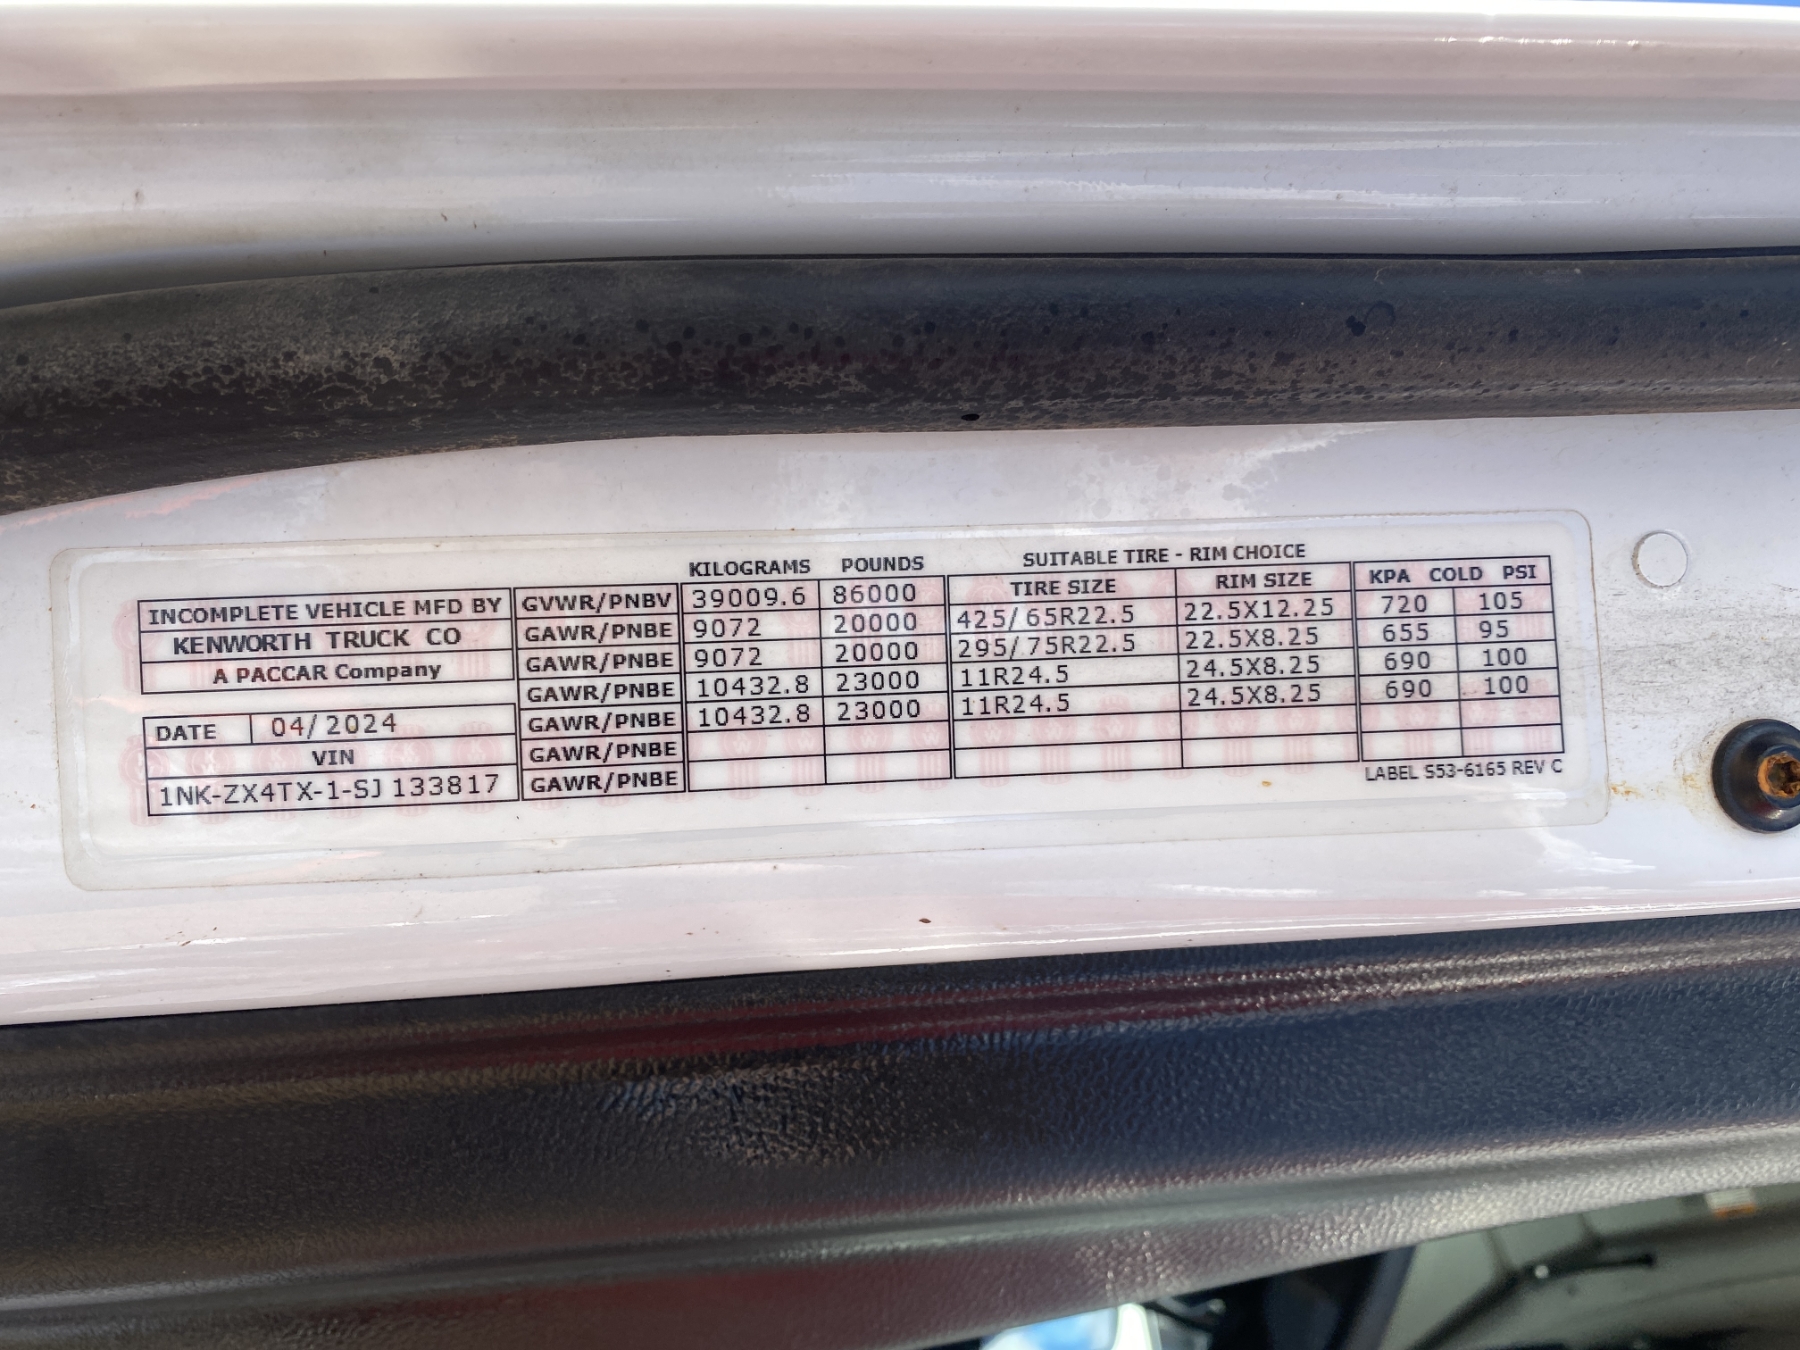 KILOGRAMS POUNDS SUITABLE TIRE - RIM CHOICE
INCOMPLETE VEHICLE MFD BY GVWR/PNBV 39009.6 86000 TIRE SIZE RIM SIZE KPA COLD PSI
KENWORTH TRUCK CO GAWR/PNBE 9072 20000 425/65R22.5 22.5X12.25 720 105
A PACCAR Company GAWR/PNBE 9072 20000 295/75R22.5 22.5X8.25 655 95
GAWR/PNBE 10432.8 23000 11R24.5 24.5X8.25 690 100
DATE 04/2024 GAWR/PNBE 10432.8 23000 11R24.5 24.5X8.25 690 100
VIN GAWR/PNBE
1NK-ZX4TX-1-SJ133817 GAWR/PNBE
LABEL S53-6165 REV C